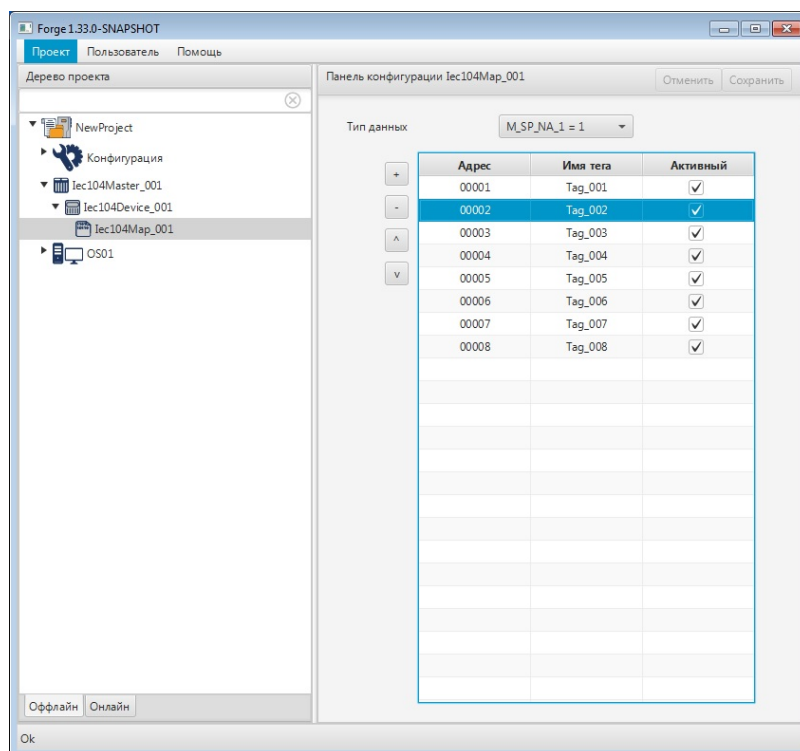 Forge 1.33.0-SNAPSHOT
Проект Пользователь Помощь
Дерево проекта
NewProject
Конфигурация
Iec104Master_001
Iec104Device_001
Iec104Map_001
OS01
Оффлайн Онлайн
Панель конфигурации Iec104Map_001
Отменить Сохранить
Тип данных M_SP_NA_1 = 1
+
-
^
v
Адрес Имя тега Активный
00001 Tag_001
00002 Tag_002
00003 Tag_003
00004 Tag_004
00005 Tag_005
00006 Tag_006
00007 Tag_007
00008 Tag_008
Ok